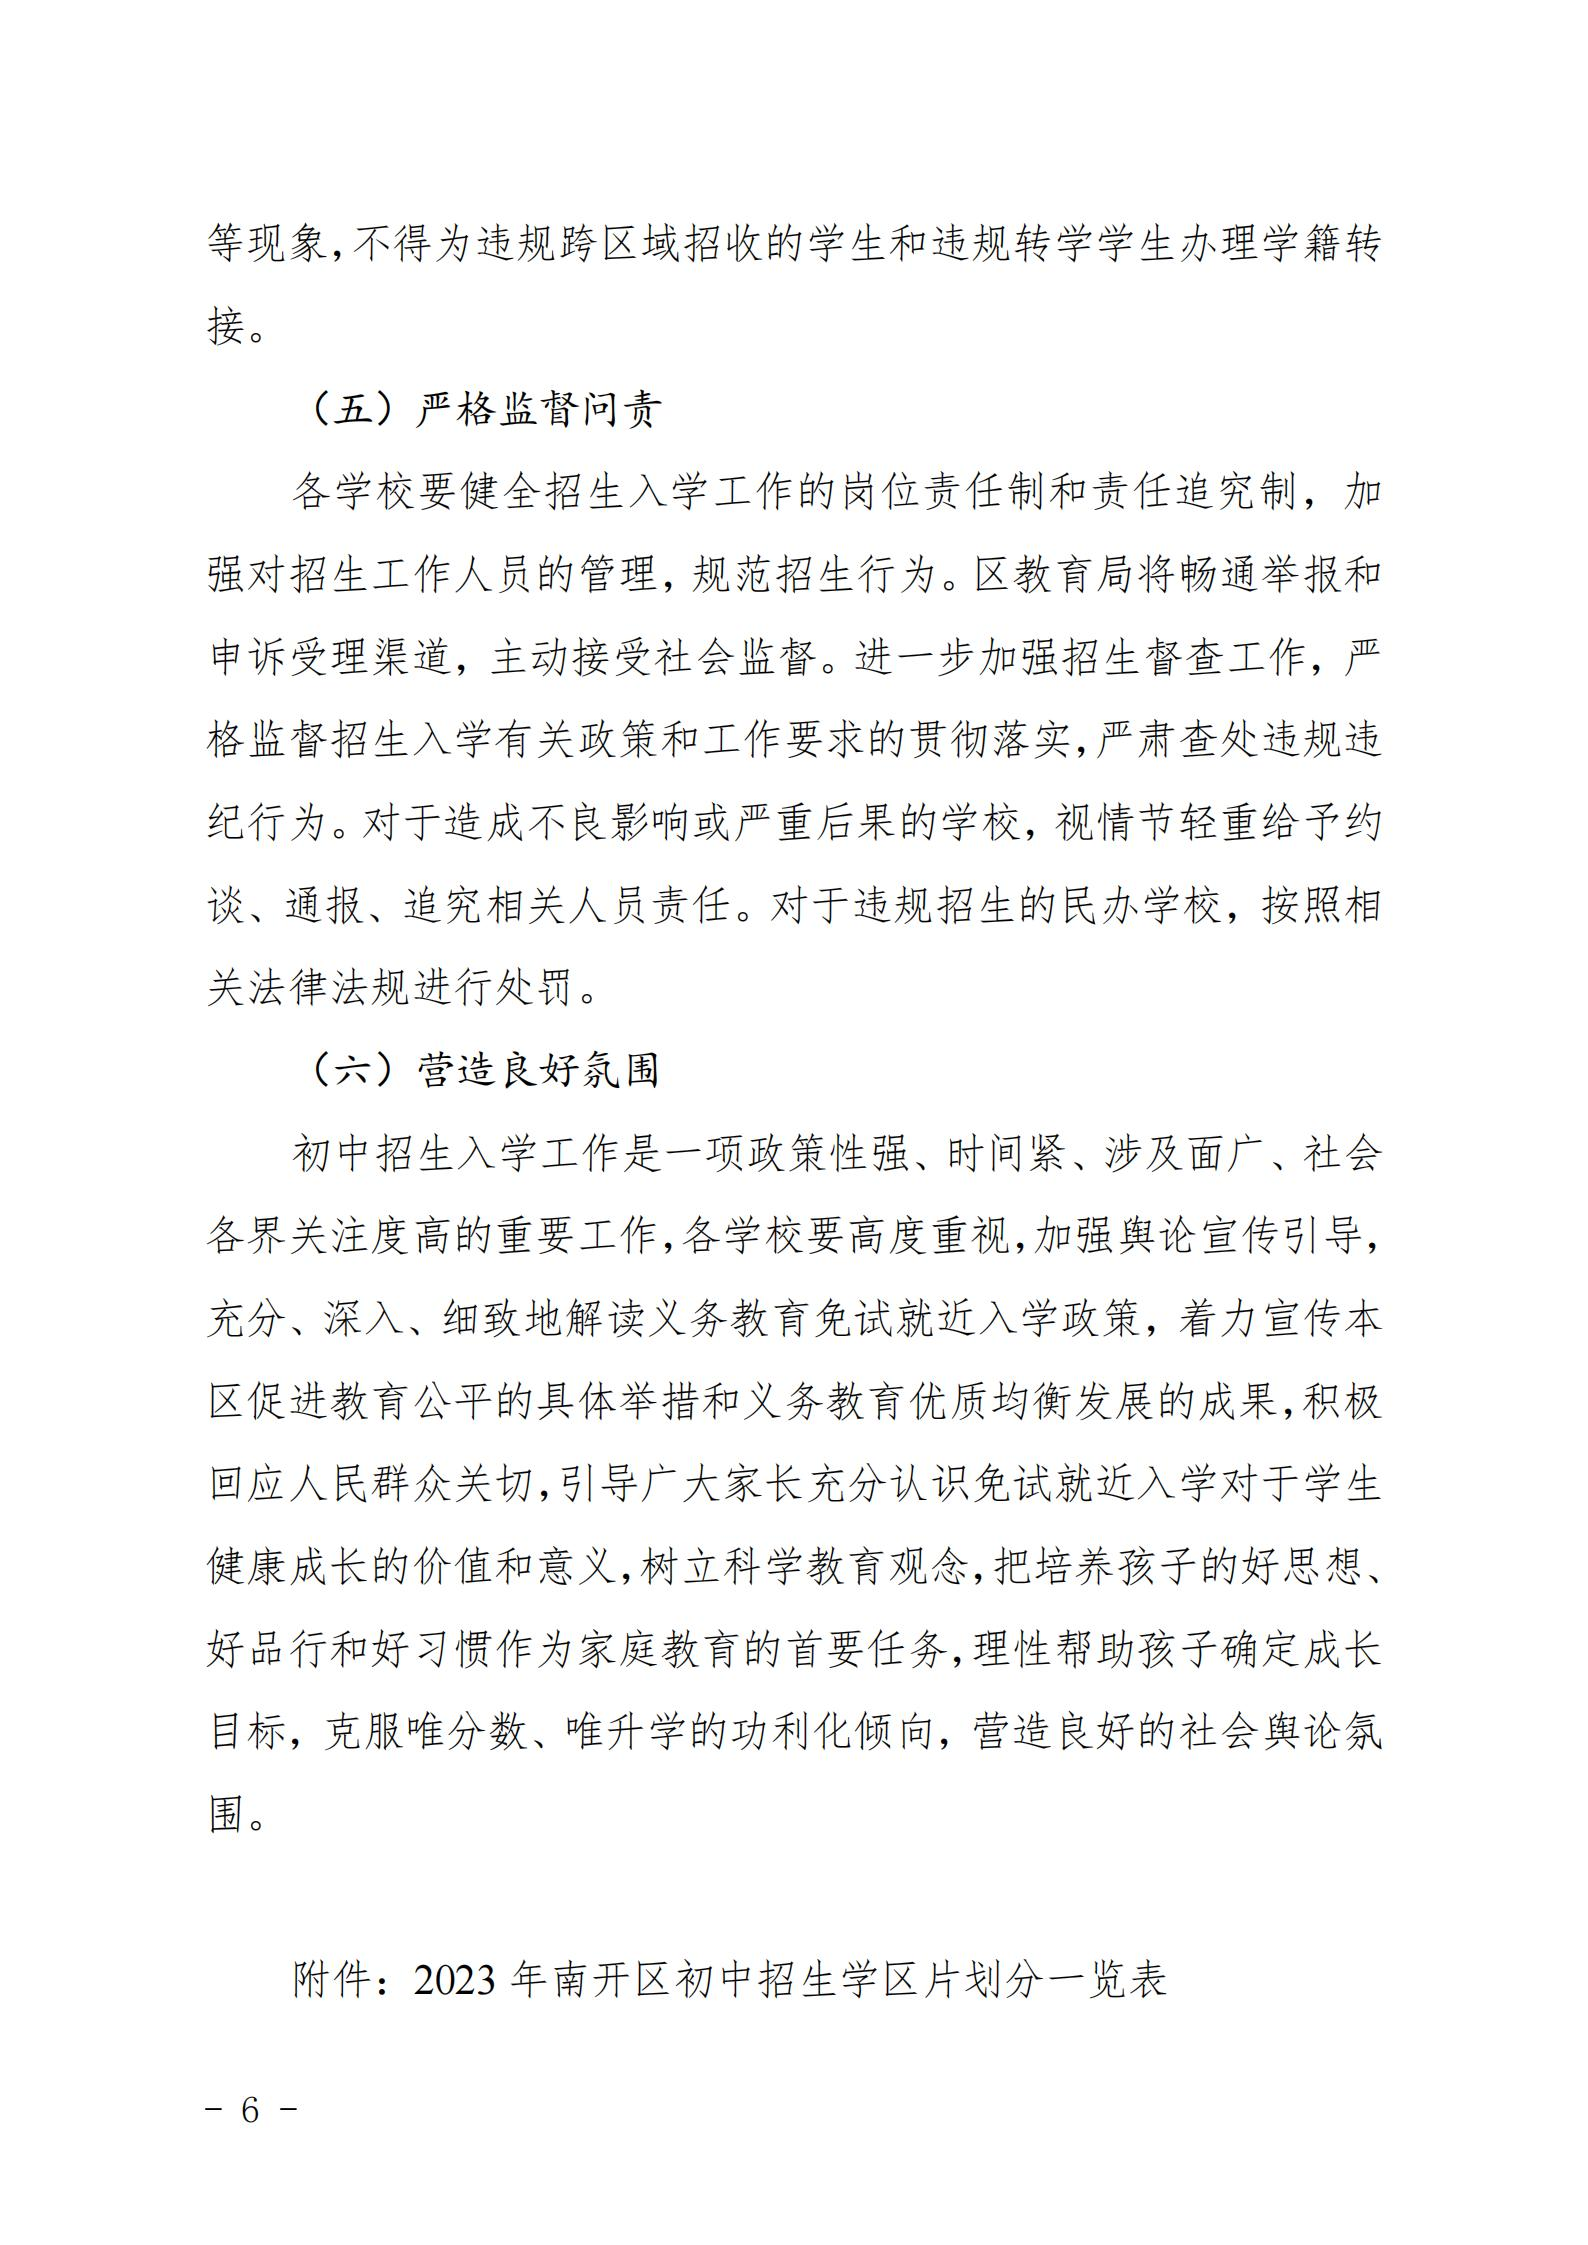 等现象，不得为违规跨区域招收的学生和违规转学学生办理学籍转
接。
（五）严格监督问责
各学校要健全招生入学工作的岗位责任制和责任追究制，加
强对招生工作人员的管理，规范招生行为。区教育局将畅通举报和
申诉受理渠道，主动接受社会监督。进一步加强招生督查工作，严
格监督招生入学有关政策和工作要求的贯彻落实，严肃查处违规违
纪行为。对于造成不良影响或严重后果的学校，视情节轻重给予约
谈、通报、追究相关人员责任。对于违规招生的民办学校，按照相
关法律法规进行处罚。
（六）营造良好氛围
初中招生入学工作是一项政策性强、时间紧、涉及面广、社会
各界关注度高的重要工作，各学校要高度重视，加强舆论宣传引导，
充分、深入、细致地解读义务教育免试就近入学政策，着力宣传本
区促进教育公平的具体举措和义务教育优质均衡发展的成果，积极
回应人民群众关切，引导广大家长充分认识免试就近入学对于学生
健康成长的价值和意义，树立科学教育观念，把培养孩子的好思想、
好品行和好习惯作为家庭教育的首要任务，理性帮助孩子确定成长
目标，克服唯分数、唯升学的功利化倾向，营造良好的社会舆论氛
围。
附件：2023 年南开区初中招生学区片划分一览表
- 6 -